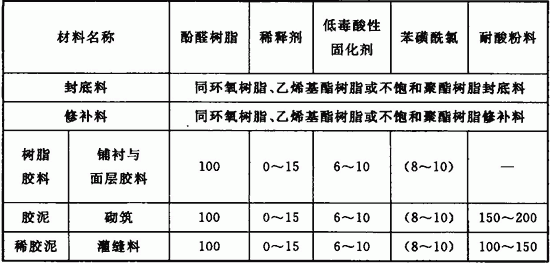 材料名称 酚醛树脂 稀释剂 低毒酸性固化剂 苯磺酰氯 耐酸粉料
封底料 同环氧树脂、乙烯基酯树脂或不饱和聚酯树脂封底料
修补料 同环氧树脂、乙烯基酯树脂或不饱和聚酯树脂修补料
树脂胶料 铺衬与面层胶料 100 0～15 6～10 (8～10) —
胶泥 砌筑 100 0～15 6～10 (8～10) 150～200
稀胶泥 灌缝料 100 0～15 6～10 (8～10) 100～150